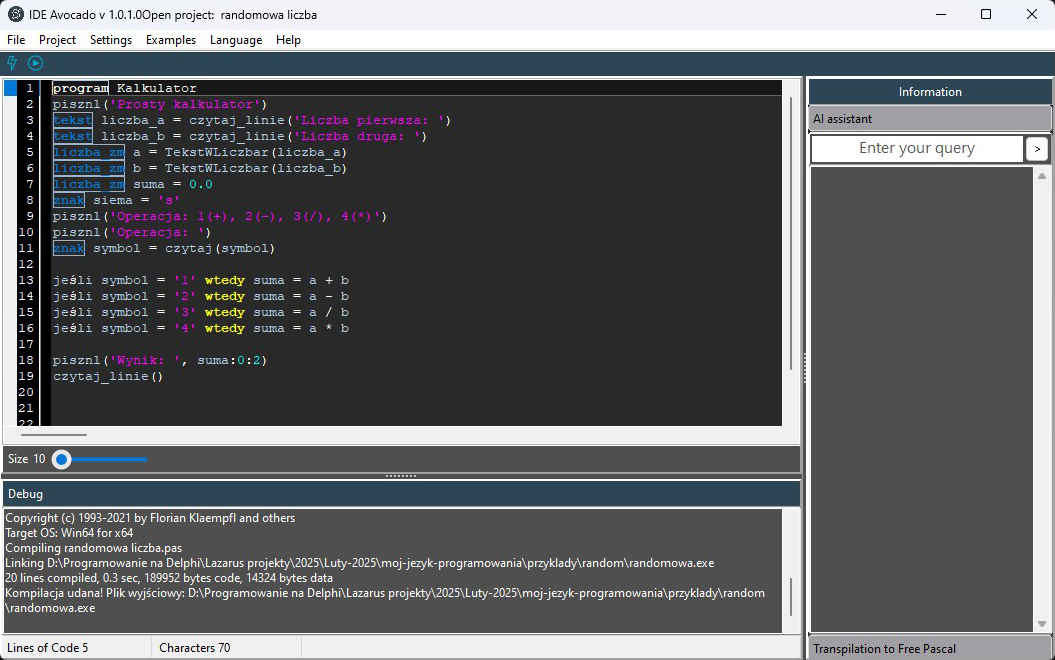 IDE Avocado v 1.0.1.0Open project:  randomowa liczba
File Project Settings Examples Language Help
1 program Kalkulator
2 pisznl('Prosty kalkulator')
3 tekst liczba_a = czytaj_linie('Liczba pierwsza: ')
4 tekst liczba_b = czytaj_linie('Liczba druga: ')
5 liczba_zm a = TekstWLiczbar(liczba_a)
6 liczba_zm b = TekstWLiczbar(liczba_b)
7 liczba_zm suma = 0.0
8 znak siema = 's'
9 pisznl('Operacja: 1(+), 2(-), 3(/), 4(*)')
10 pisznl('Operacja: ')
11 znak symbol = czytaj(symbol)
12
13 jeśli symbol = '1' wtedy suma = a + b
14 jeśli symbol = '2' wtedy suma = a - b
15 jeśli symbol = '3' wtedy suma = a / b
16 jeśli symbol = '4' wtedy suma = a * b
17
18 pisznl('Wynik: ', suma:0:2)
19 czytaj_linie()
20
21
22
Size 10
Debug
Copyright (c) 1993-2021 by Florian Klaempfl and others
Target OS: Win64 for x64
Compiling randomowa liczba.pas
Linking D:\Programowanie na Delphi\Lazarus projekty\2025\Luty-2025\moj-jezyk-programowania\przyklady\random\randomowa.exe
20 lines compiled, 0.3 sec, 189952 bytes code, 14324 bytes data
Kompilacja udana! Plik wyjściowy: D:\Programowanie na Delphi\Lazarus projekty\2025\Luty-2025\moj-jezyk-programowania\przyklady\random
\randomowa.exe
Lines of Code 5 Characters 70
Information
AI assistant
Enter your query >
Transpilation to Free Pascal